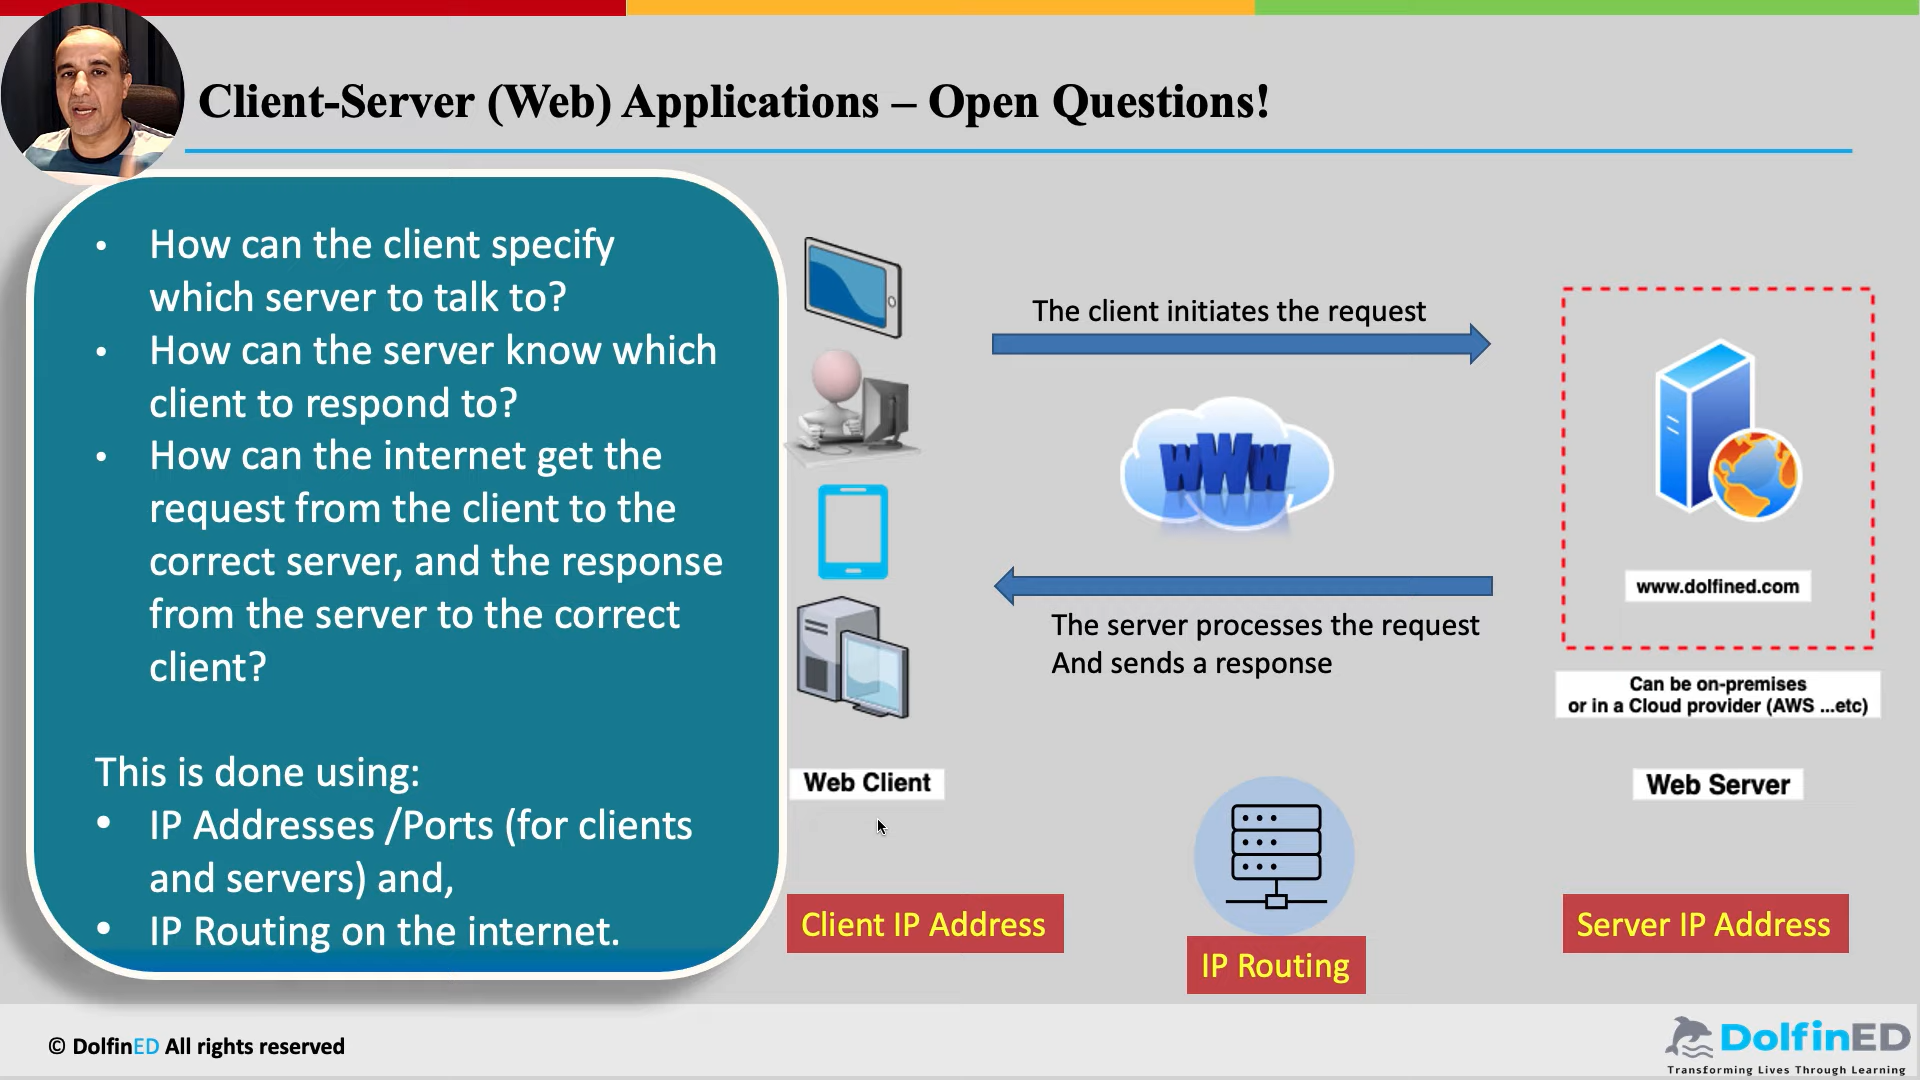 Client-Server (Web) Applications – Open Questions!
• How can the client specify
which server to talk to?
• How can the server know which
client to respond to?
• How can the internet get the
request from the client to the
correct server, and the response
from the server to the correct
client?
This is done using:
• IP Addresses /Ports (for clients
and servers) and,
• IP Routing on the internet.
The client initiates the request
WWW
The server processes the request
And sends a response
www.dolfined.com
Can be on-premises
or in a Cloud provider (AWS ...etc)
Web Client
Web Server
Client IP Address
IP Routing
Server IP Address
© DolfinED All rights reserved
DolfinED
Transforming Lives Through Learning